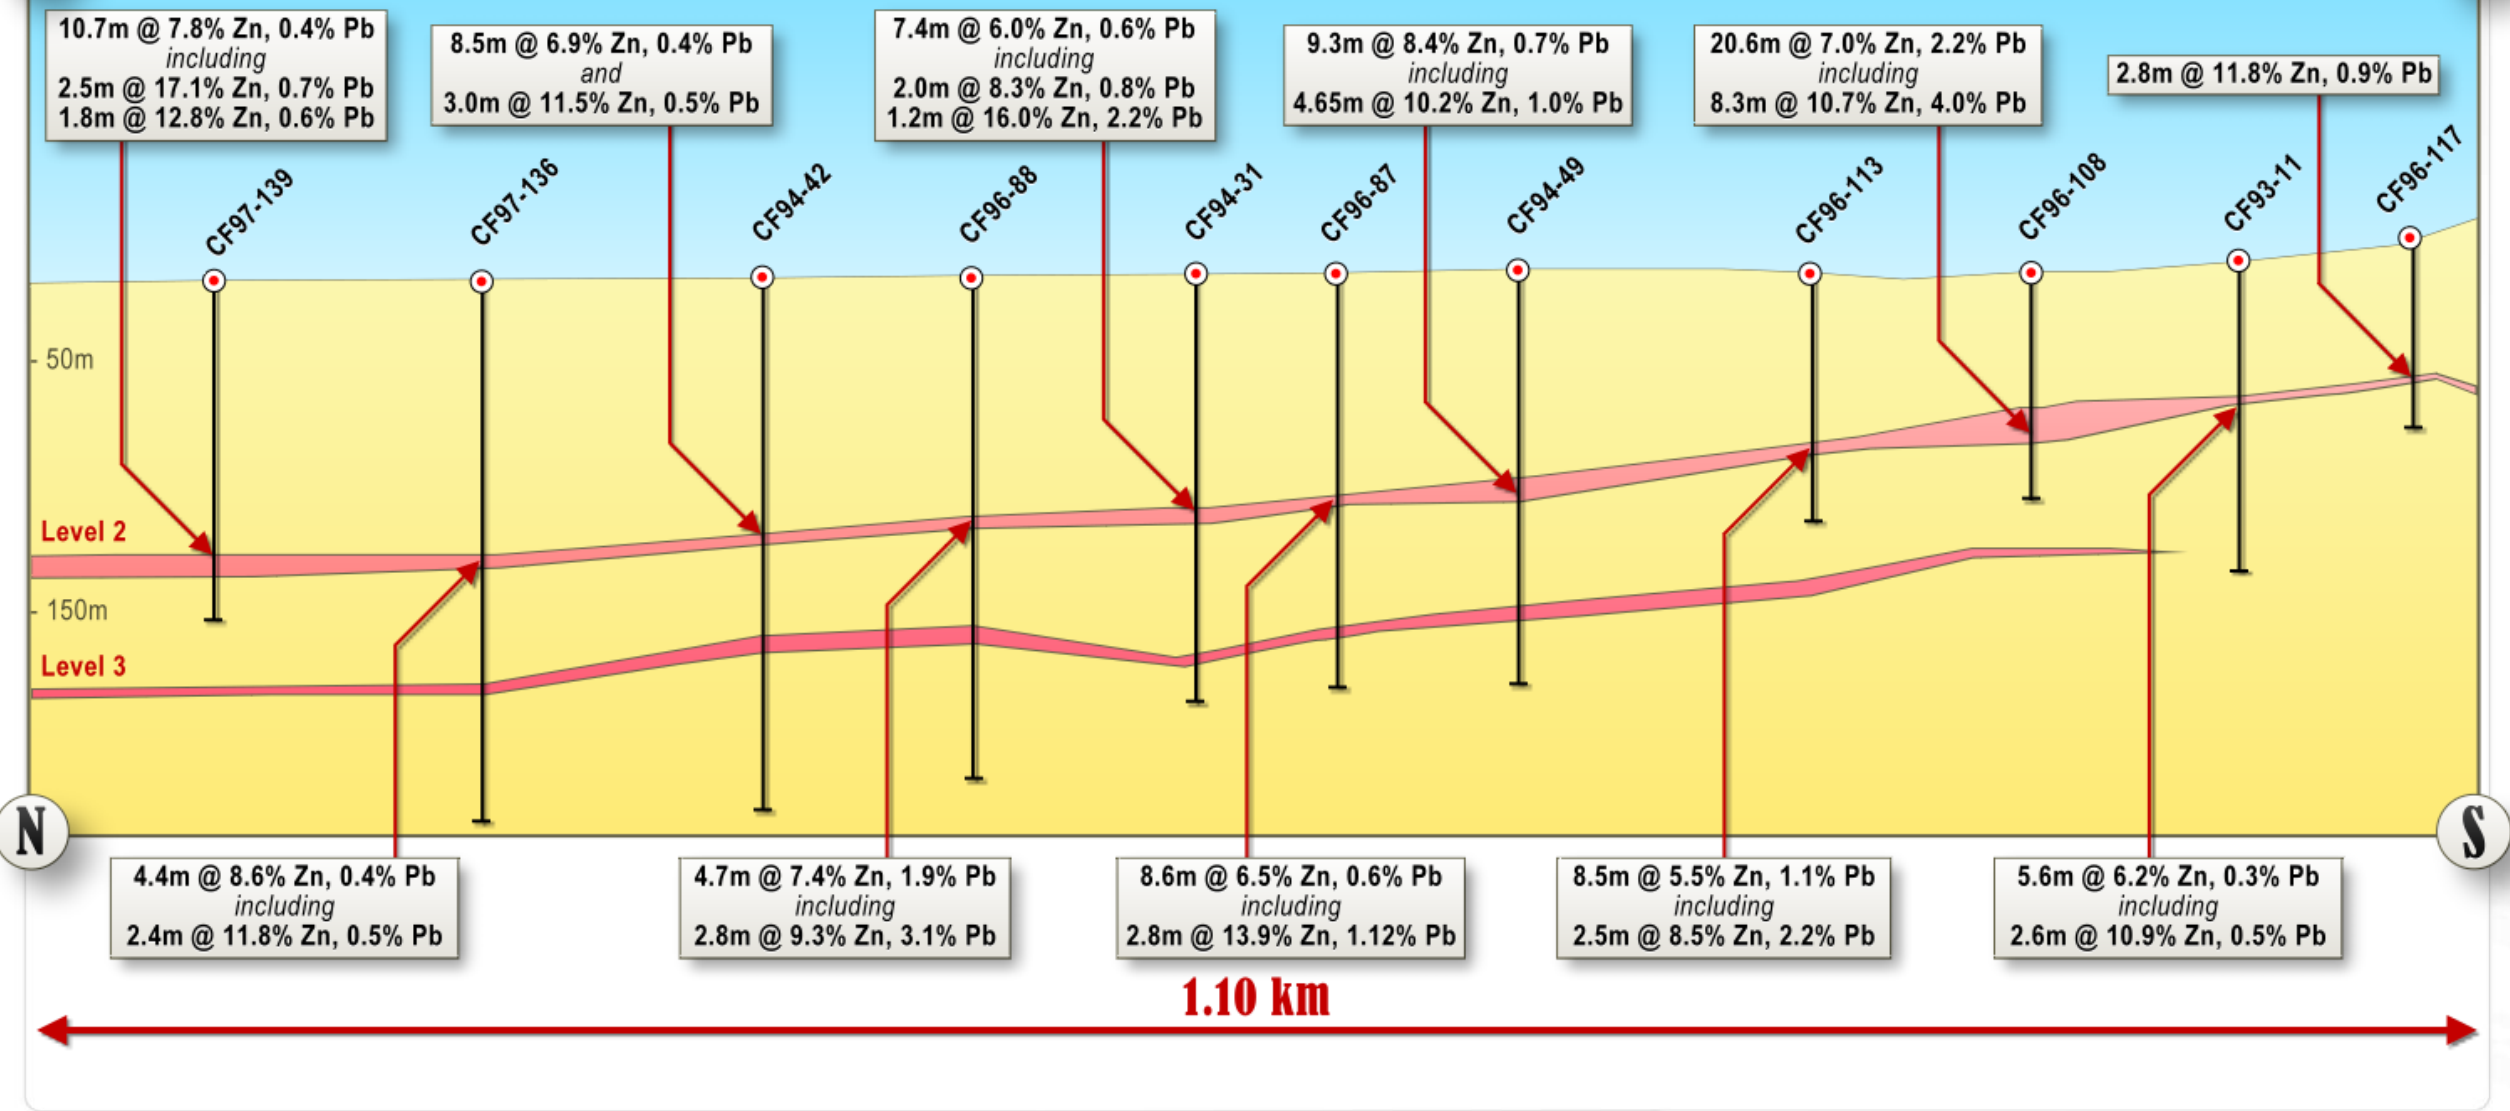 10.7m @ 7.8% Zn, 0.4% Pb
including
2.5m @ 17.1% Zn, 0.7% Pb
1.8m @ 12.8% Zn, 0.6% Pb
8.5m @ 6.9% Zn, 0.4% Pb
and
3.0m @ 11.5% Zn, 0.5% Pb
7.4m @ 6.0% Zn, 0.6% Pb
including
2.0m @ 8.3% Zn, 0.8% Pb
1.2m @ 16.0% Zn, 2.2% Pb
9.3m @ 8.4% Zn, 0.7% Pb
including
4.65m @ 10.2% Zn, 1.0% Pb
20.6m @ 7.0% Zn, 2.2% Pb
including
8.3m @ 10.7% Zn, 4.0% Pb
2.8m @ 11.8% Zn, 0.9% Pb
CF97-139
CF97-136
CF94-42
CF96-88
CF94-31
CF96-87
CF94-49
CF96-113
CF96-108
CF93-11
CF96-117
- 50m
Level 2
- 150m
Level 3
N
S
4.4m @ 8.6% Zn, 0.4% Pb
including
2.4m @ 11.8% Zn, 0.5% Pb
4.7m @ 7.4% Zn, 1.9% Pb
including
2.8m @ 9.3% Zn, 3.1% Pb
8.6m @ 6.5% Zn, 0.6% Pb
including
2.8m @ 13.9% Zn, 1.12% Pb
8.5m @ 5.5% Zn, 1.1% Pb
including
2.5m @ 8.5% Zn, 2.2% Pb
5.6m @ 6.2% Zn, 0.3% Pb
including
2.6m @ 10.9% Zn, 0.5% Pb
1.10 km